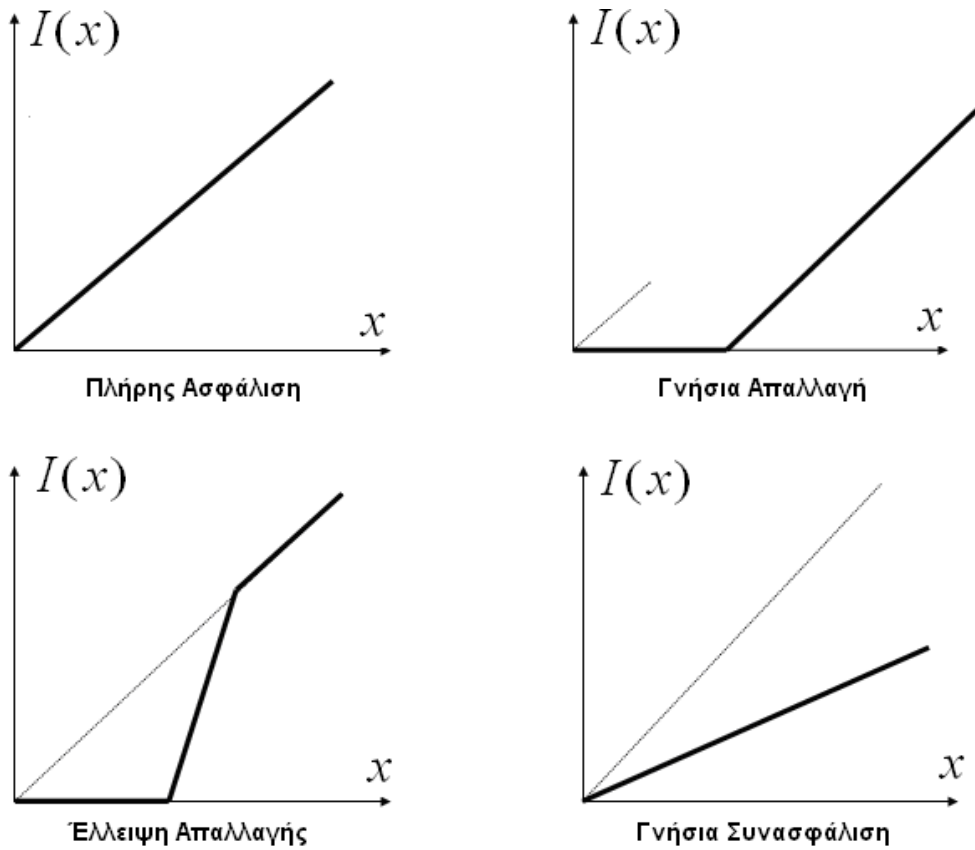 I(x)
x
Πλήρης Ασφάλιση
I(x)
x
Γνήσια Απαλλαγή
I(x)
x
Έλλειψη Απαλλαγής
I(x)
x
Γνήσια Συνασφάλιση